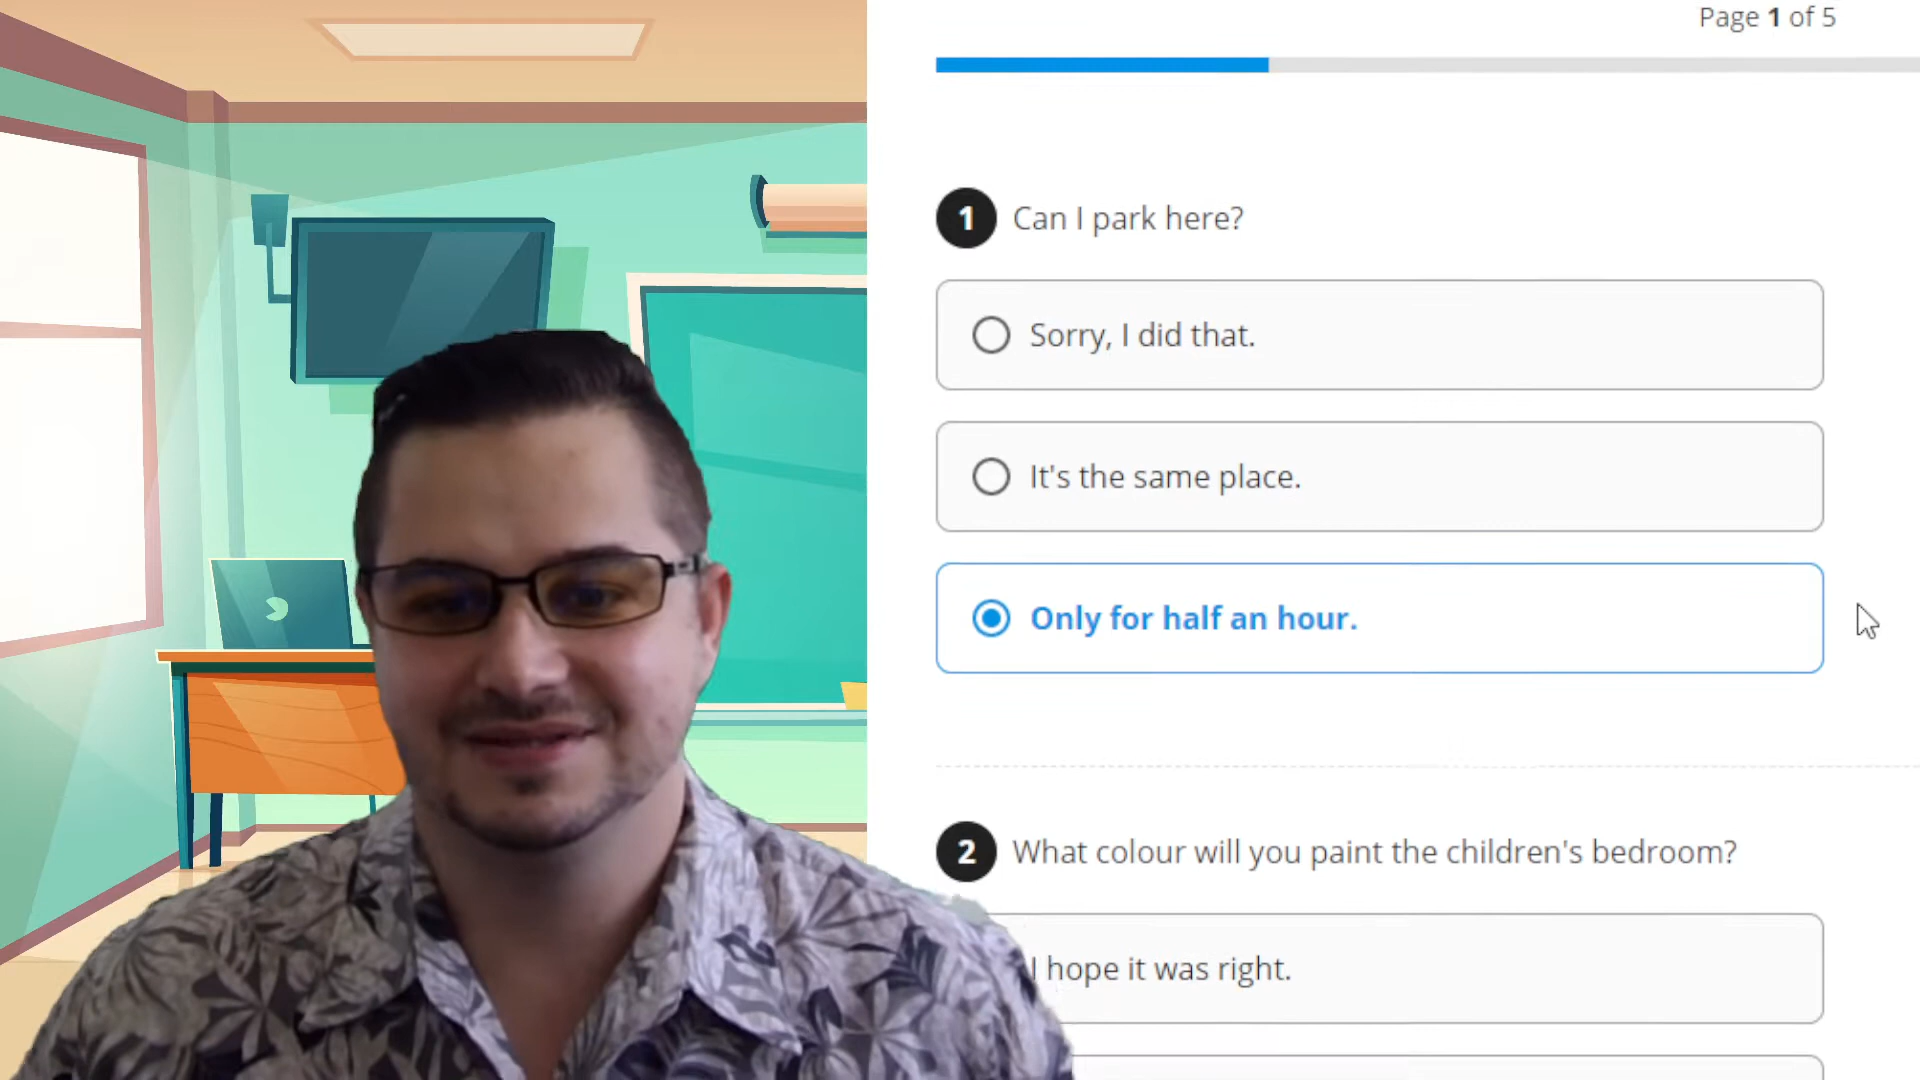 Page 1 of 5
1 Can I park here?
Sorry, I did that.
It's the same place.
Only for half an hour.
2 What colour will you paint the children's bedroom?
I hope it was right.